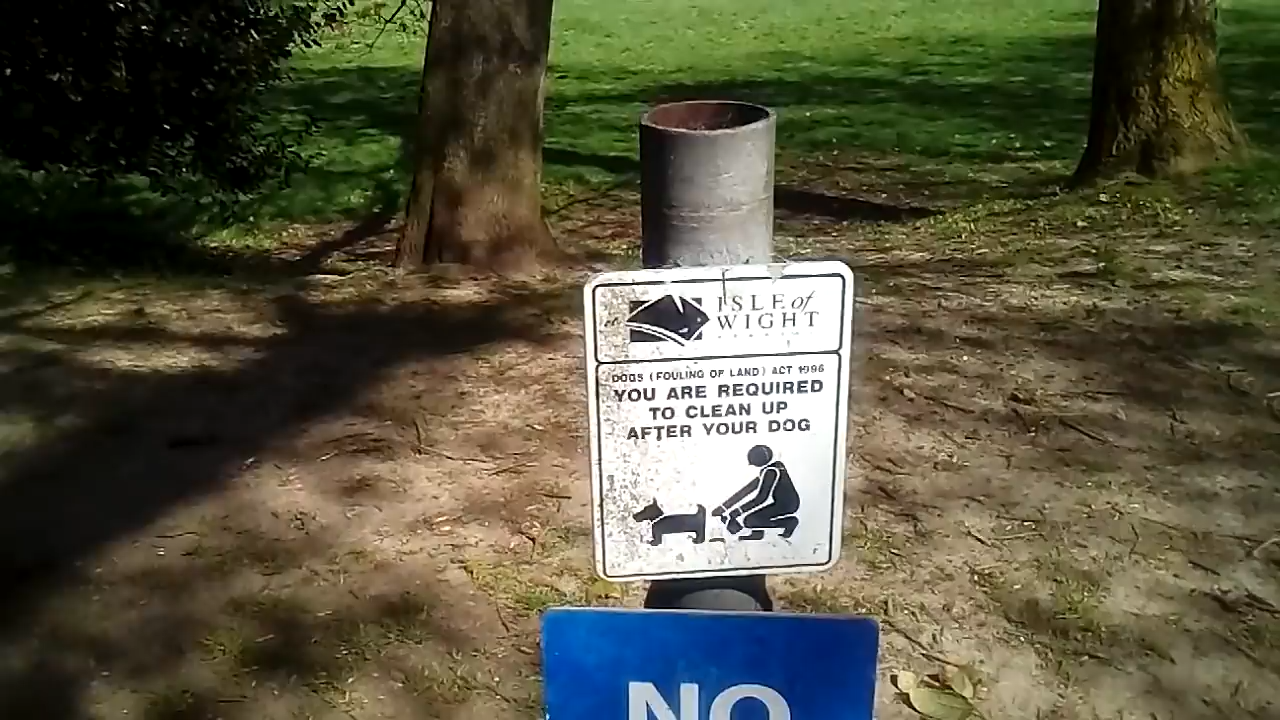 ISLE of
WIGHT
DOGS (FOULING OF LAND) ACT 1996
YOU ARE REQUIRED
TO CLEAN UP
AFTER YOUR DOG
NO